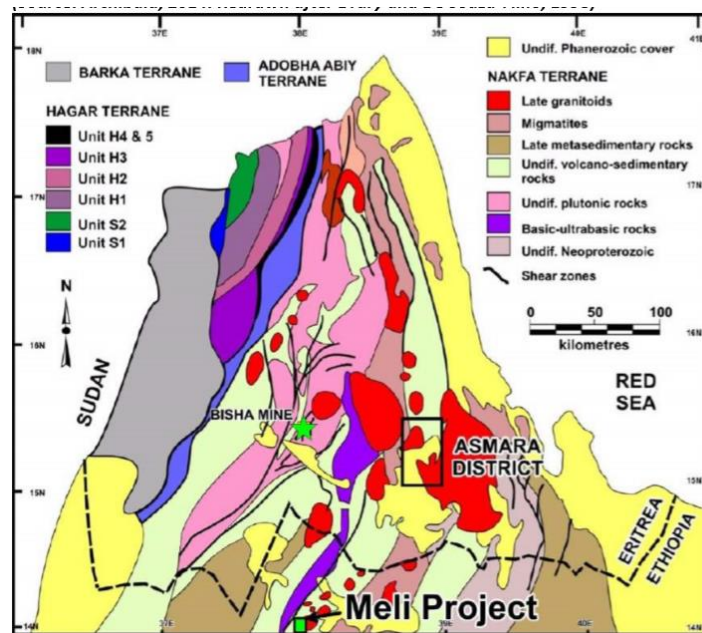 37E 38E 39E 40E 41E
18N
BARKA TERRANE
ADOBHA ABIY
TERRANE
HAGAR TERRANE
Unit H4 & 5
Unit H3
Unit H2
Unit H1
Unit S2
Unit S1
Undif. Phanerozoic cover
NAKFA TERRANE
Late granitoids
Migmatites
Late metasedimentary rocks
Undif. volcano-sedimentary
rocks
Undif. plutonic rocks
Basic-ultrabasic rocks
Undif. Neoproterozoic
Shear zones
17N
17N
N
0 50 100
kilometres
16N
16N
SUDAN
RED
SEA
BISHA MINE
ASMARA
DISTRICT
15N
15N
ERITREA
ETHIOPIA
Meli Project
14N 37E 39E 40E 14N